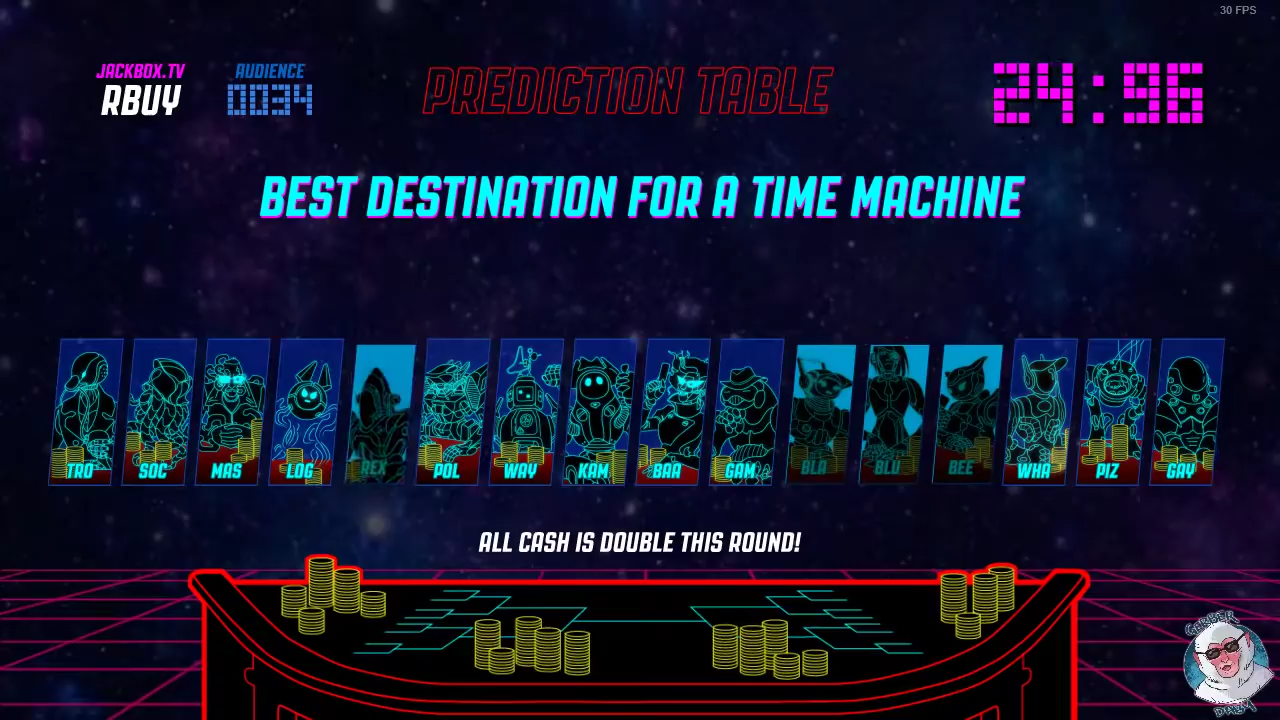 30 FPS
JACKBOX.TV
RBUY
AUDIENCE
0034
PREDICTION TABLE
24:96
BEST DESTINATION FOR A TIME MACHINE
TRO SOC MAS LOG REX POL WAY KAM BAA GAM BLA BLU BEE WHA PIZ GAY
ALL CASH IS DOUBLE THIS ROUND!